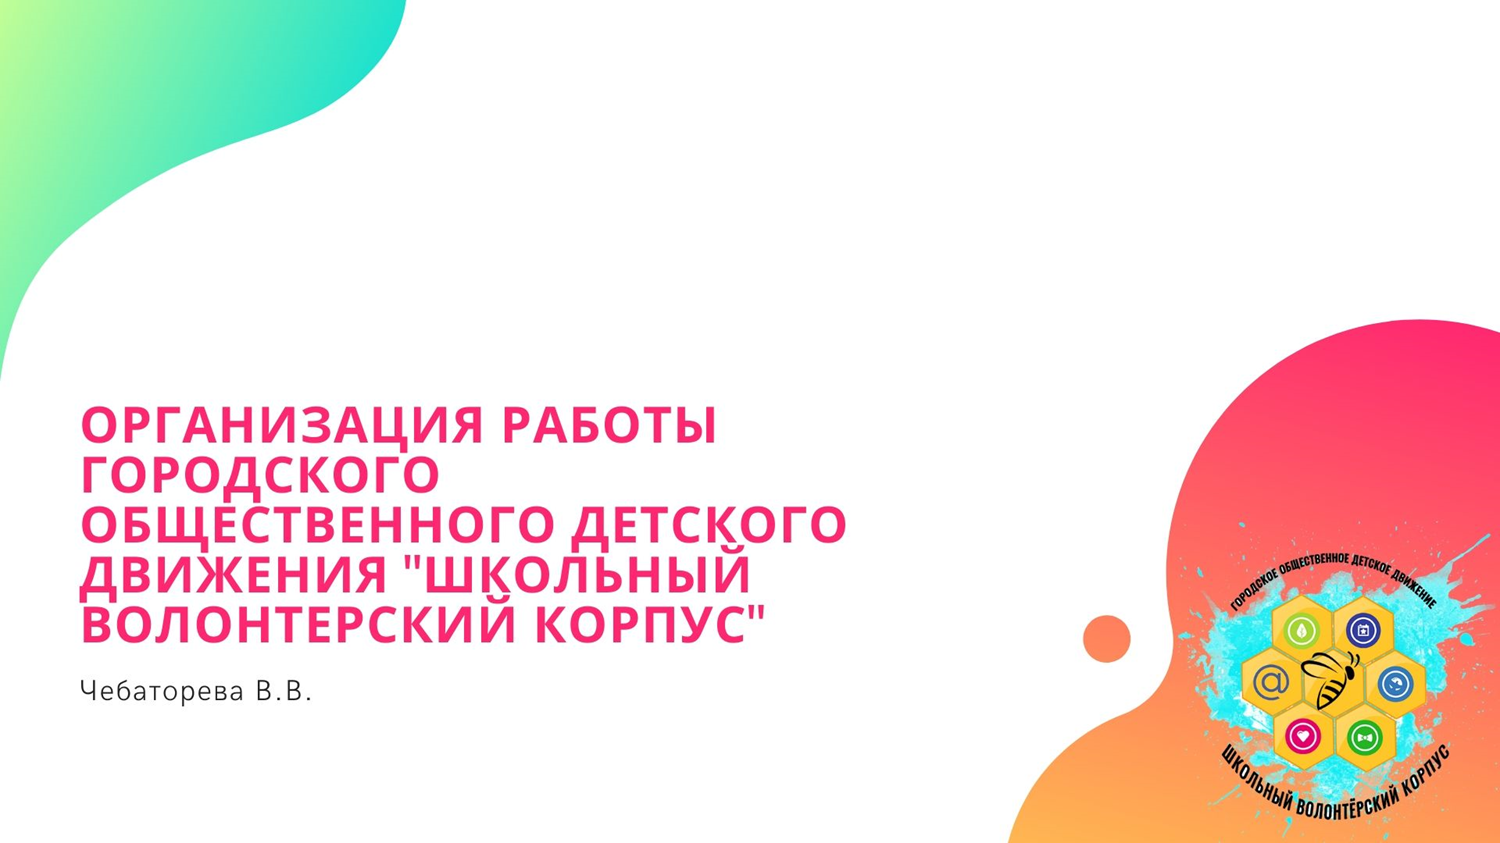 ОРГАНИЗАЦИЯ РАБОТЫ
ГОРОДСКОГО
ОБЩЕСТВЕННОГО ДЕТСКОГО
ДВИЖЕНИЯ "ШКОЛЬНЫЙ
ВОЛОНТЕРСКИЙ КОРПУС"
Чебаторева В.В.
ГОРОДСКОЕ ОБЩЕСТВЕННОЕ ДЕТСКОЕ ДВИЖЕНИЕ
@
ШКОЛЬНЫЙ ВОЛОНТЁРСКИЙ КОРПУС